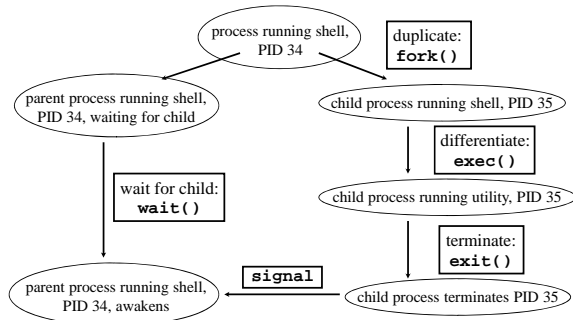 process running shell,
PID 34
duplicate:
fork()
parent process running shell,
PID 34, waiting for child
child process running shell, PID 35
differentiate:
exec()
wait for child:
wait()
child process running utility, PID 35
terminate:
exit()
signal
parent process running shell,
PID 34, awakens
child process terminates PID 35